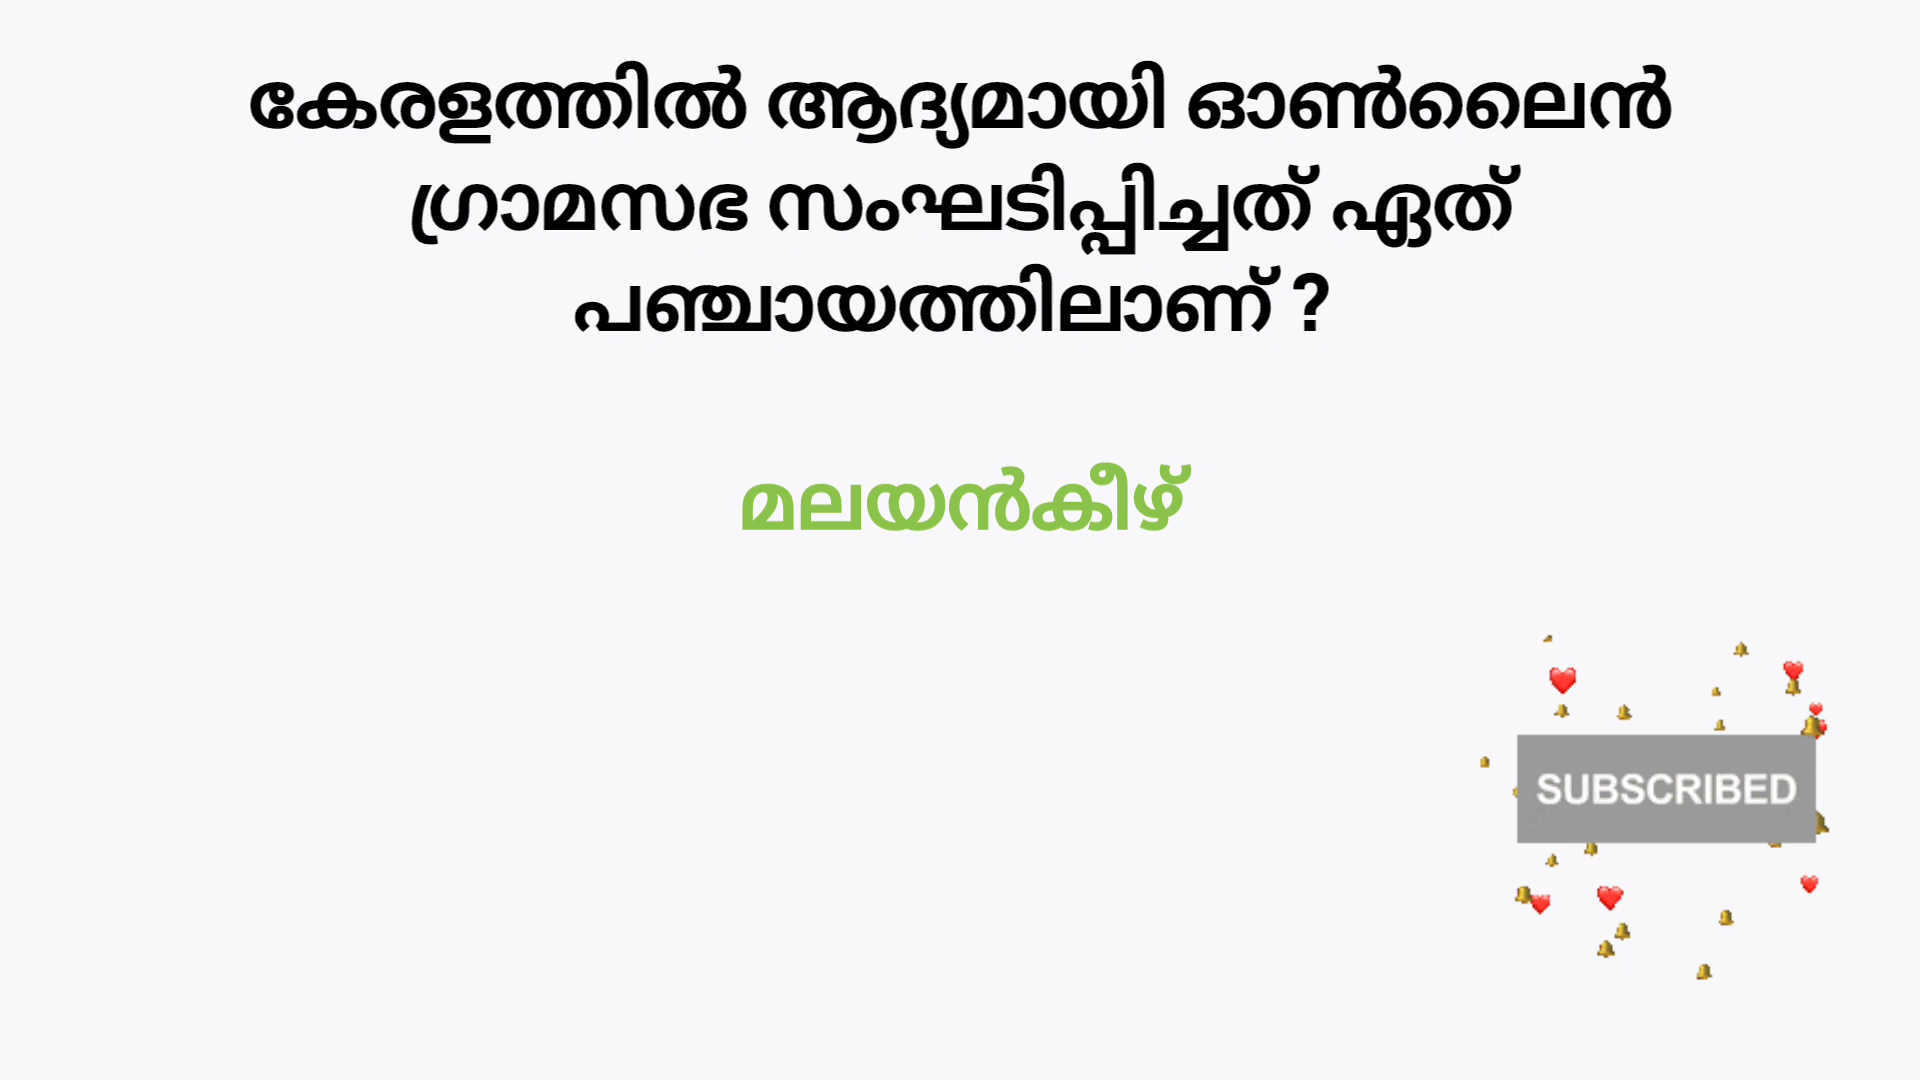 കേരളത്തിൽ ആദ്യമായി ഓൺലൈൻ
ഗ്രാമസഭ സംഘടിപ്പിച്ചത് ഏത്
പഞ്ചായത്തിലാണ് ?
മലയൻകീഴ്
SUBSCRIBED